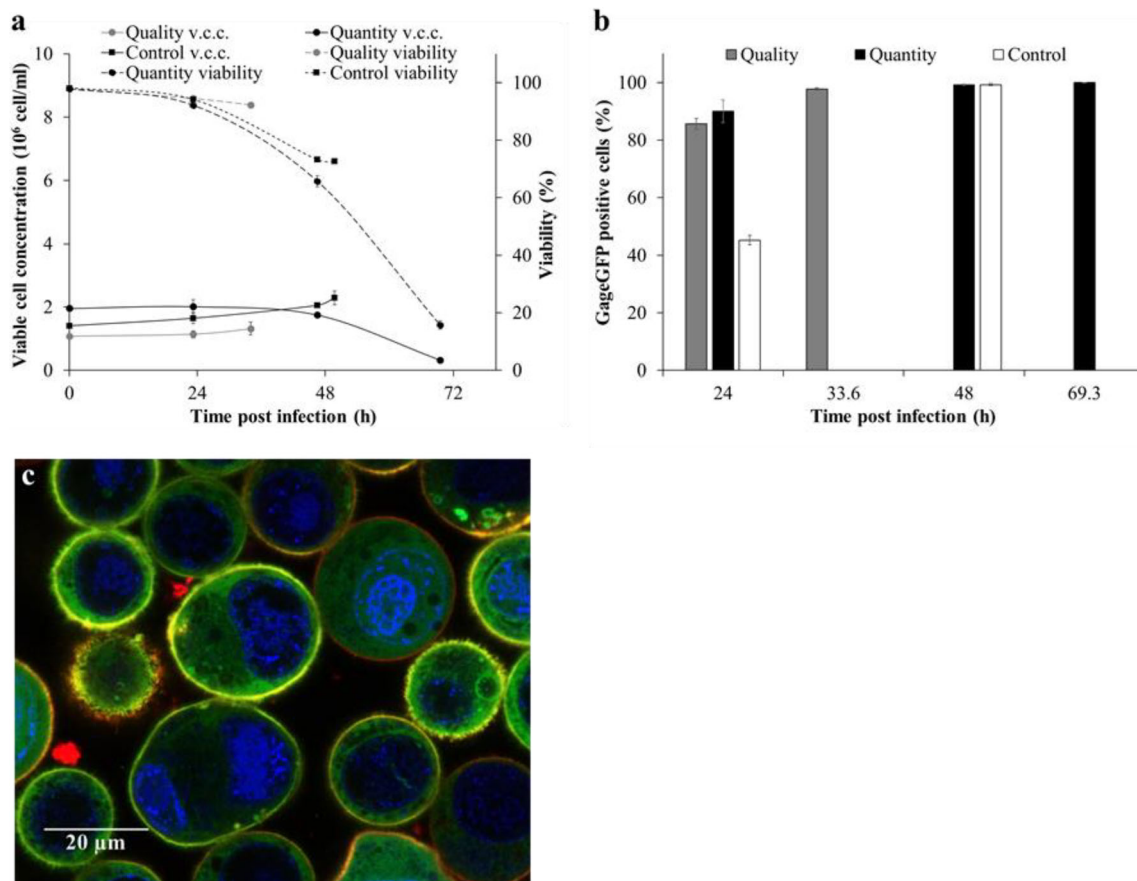 a
Quality v.c.c. Quantity v.c.c.
Control v.c.c. Quality viability
Quantity viability Control viability
10
8
6
4
2
0
Viable cell concentration (10⁶ cell/ml)
100
80
60
40
20
0
Viability (%)
0 24 48 72
Time post infection (h)
b
Quality Quantity Control
100
80
60
40
20
0
GageGFP positive cells (%)
24 33.6 48 69.3
Time post infection (h)
c
20 µm